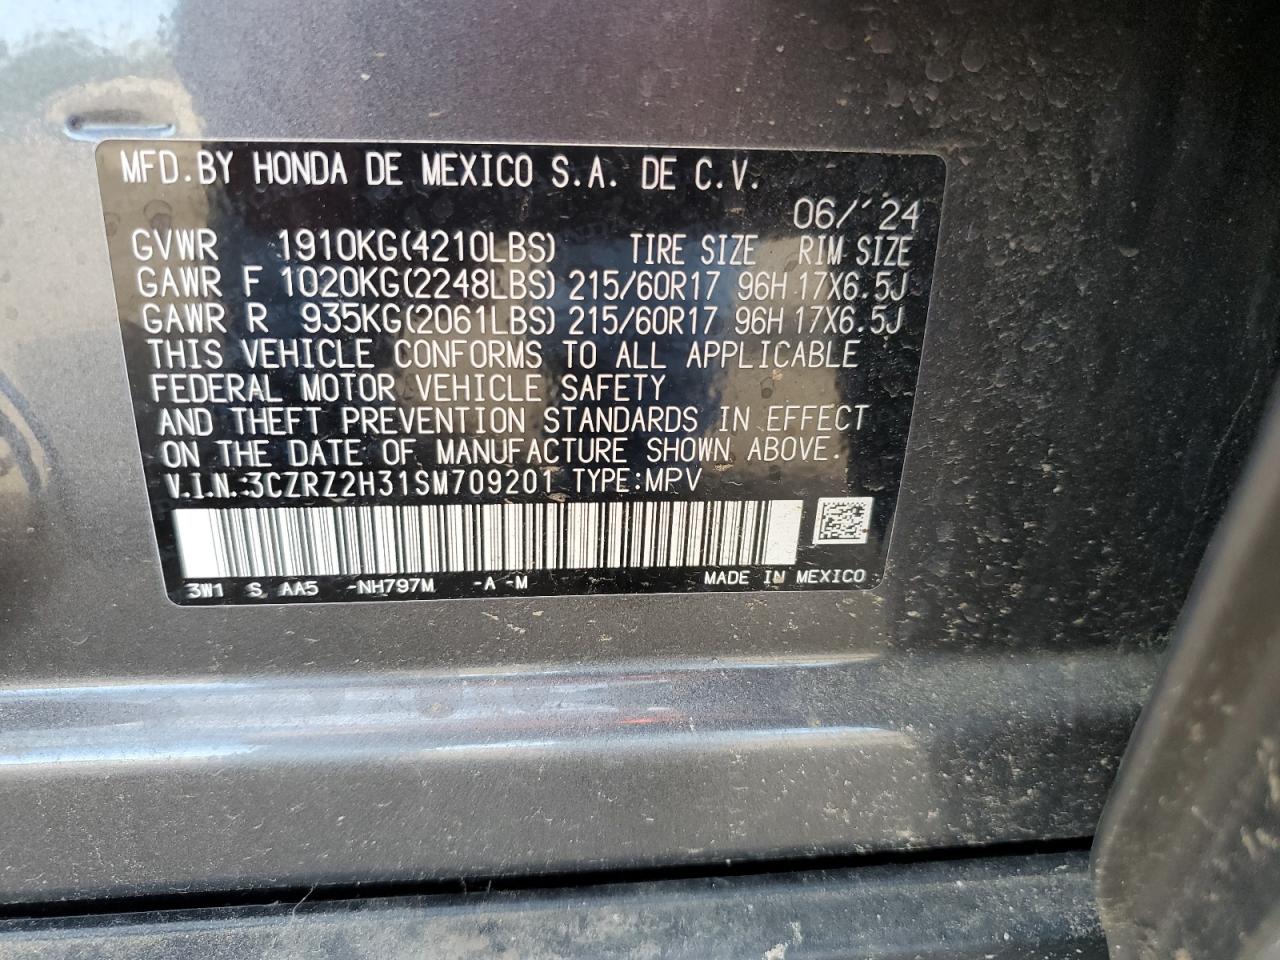 MFD.BY HONDA DE MEXICO S.A. DE C.V.
06/'24
GVWR 1910KG(4210LBS) TIRE SIZE RIM SIZE
GAWR F 1020KG(2248LBS) 215/60R17 96H 17X6.5J
GAWR R 935KG(2061LBS) 215/60R17 96H 17X6.5J
THIS VEHICLE CONFORMS TO ALL APPLICABLE
FEDERAL MOTOR VEHICLE SAFETY
AND THEFT PREVENTION STANDARDS IN EFFECT
ON THE DATE OF MANUFACTURE SHOWN ABOVE.
V.I.N.:3CZRZ2H31SM709201 TYPE:MPV
3W1 S AA5 -NH797M -A -M MADE IN MEXICO